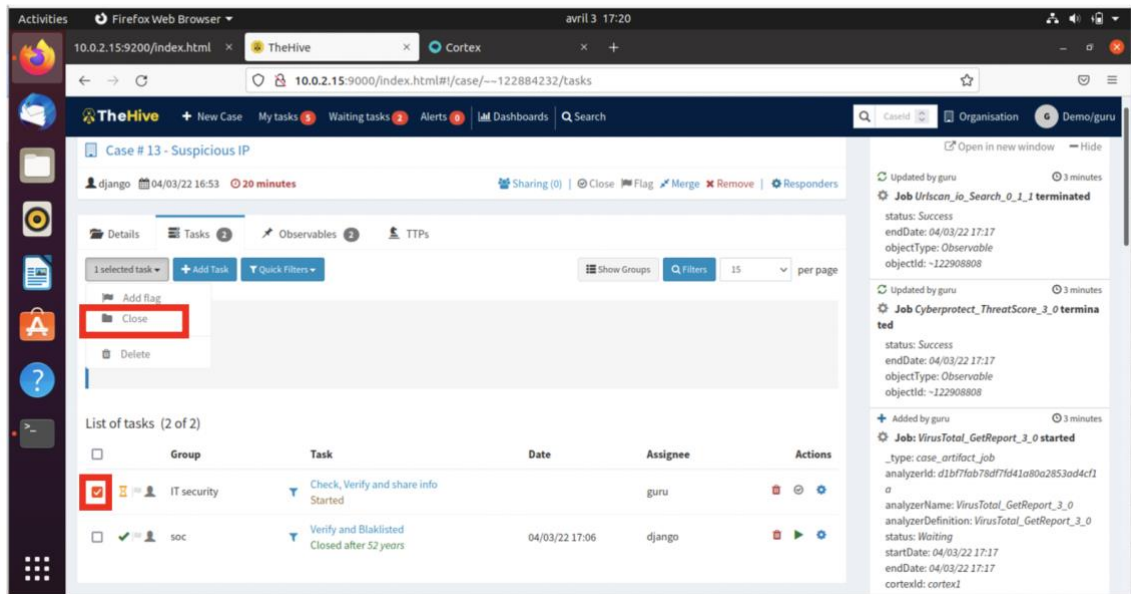 Activities Firefox Web Browser avril 3 17:20
10.0.2.15:9200/index.html × TheHive × Cortex × +
10.0.2.15:9000/index.html#!/case/~~122884232/tasks
TheHive + New Case My tasks 5 Waiting tasks 2 Alerts 0 Dashboards Search CaseId Organisation G Demo/guru
Case # 13 - Suspicious IP
django 04/03/22 16:53 20 minutes Sharing (0) | Close Flag Merge Remove | Responders
Details Tasks 2 Observables 2 TTPs
1 selected task + Add Task Quick Filters Show Groups Filters 15 per page
Add flag
Close
Delete
List of tasks (2 of 2)
Group Task Date Assignee Actions
IT security Check, Verify and share info guru
Started
soc Verify and Blaklisted 04/03/22 17:06 django
Closed after 52 years
Open in new window Hide
Updated by guru 3 minutes
Job Urlscan_io_Search_0_1_1 terminated
status: Success
endDate: 04/03/22 17:17
objectType: Observable
objectId: ~122908808
Updated by guru 3 minutes
Job Cyberprotect_ThreatScore_3_0 termina
ted
status: Success
endDate: 04/03/22 17:17
objectType: Observable
objectId: ~122908808
+ Added by guru 3 minutes
Job: VirusTotal_GetReport_3_0 started
_type: case_artifact_job
analyzerId: d1bf7fab78df7fd41a80a2853ad4cf1
a
analyzerName: VirusTotal_GetReport_3_0
analyzerDefinition: VirusTotal_GetReport_3_0
status: Waiting
startDate: 04/03/22 17:17
endDate: 04/03/22 17:17
cortexId: cortex1